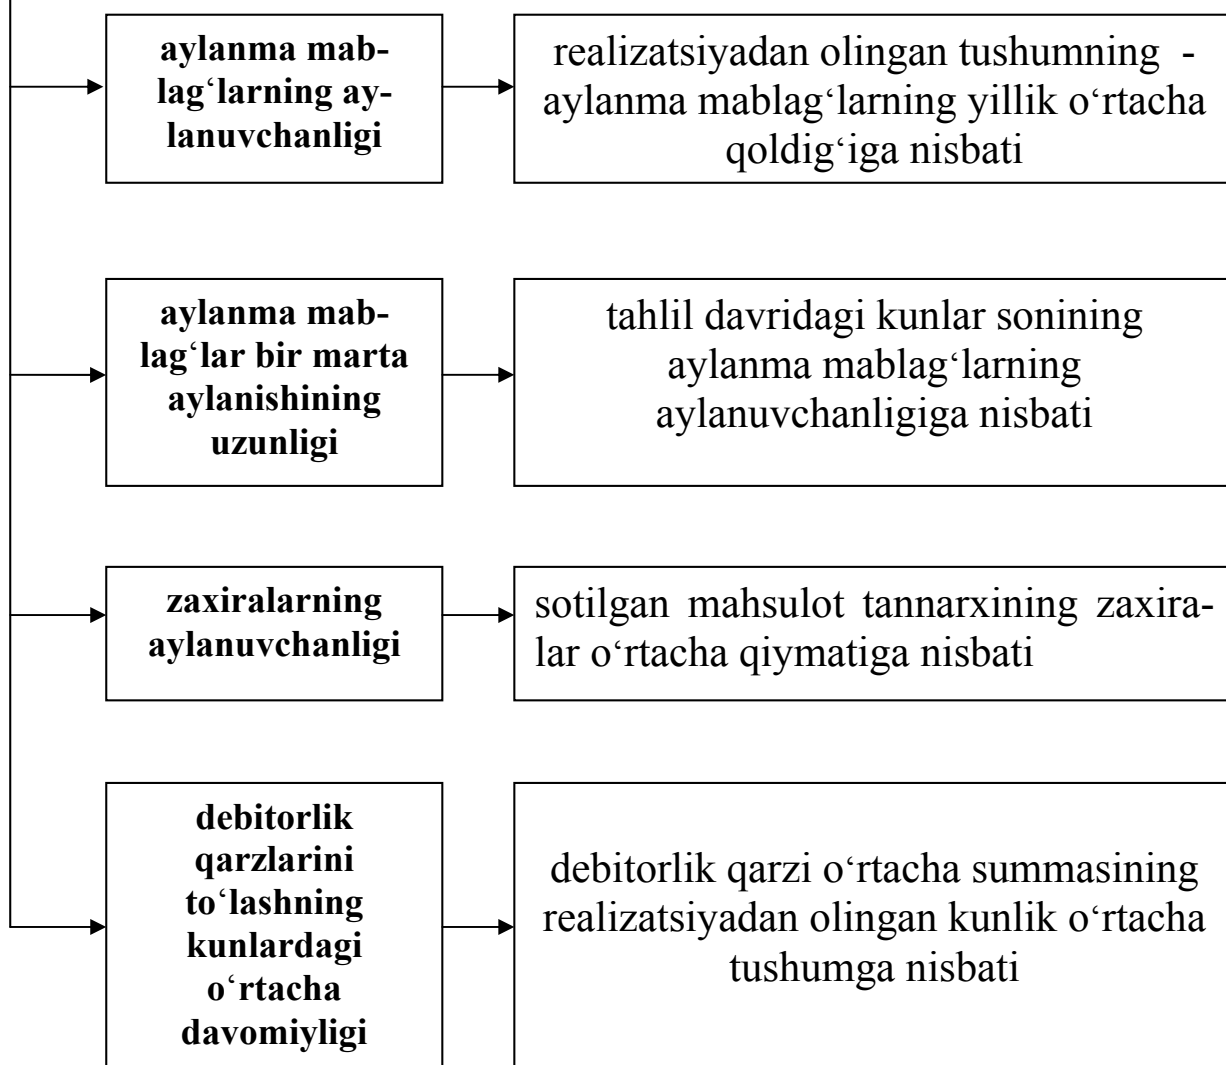 aylanma mab-
lag‘larning ay-
lanuvchanligi
realizatsiyadan olingan tushumning -
aylanma mablag‘larning yillik o‘rtacha
qoldig‘iga nisbati
aylanma mab-
lag‘lar bir marta
aylanishining
uzunligi
tahlil davridagi kunlar sonining
aylanma mablag‘larning
aylanuvchanligiga nisbati
zaxiralarning
aylanuvchanligi
sotilgan mahsulot tannarxining zaxira-
lar o‘rtacha qiymatiga nisbati
debitorlik
qarzlarini
to‘lashning
kunlardagi
o‘rtacha
davomiyligi
debitorlik qarzi o‘rtacha summasining
realizatsiyadan olingan kunlik o‘rtacha
tushumga nisbati